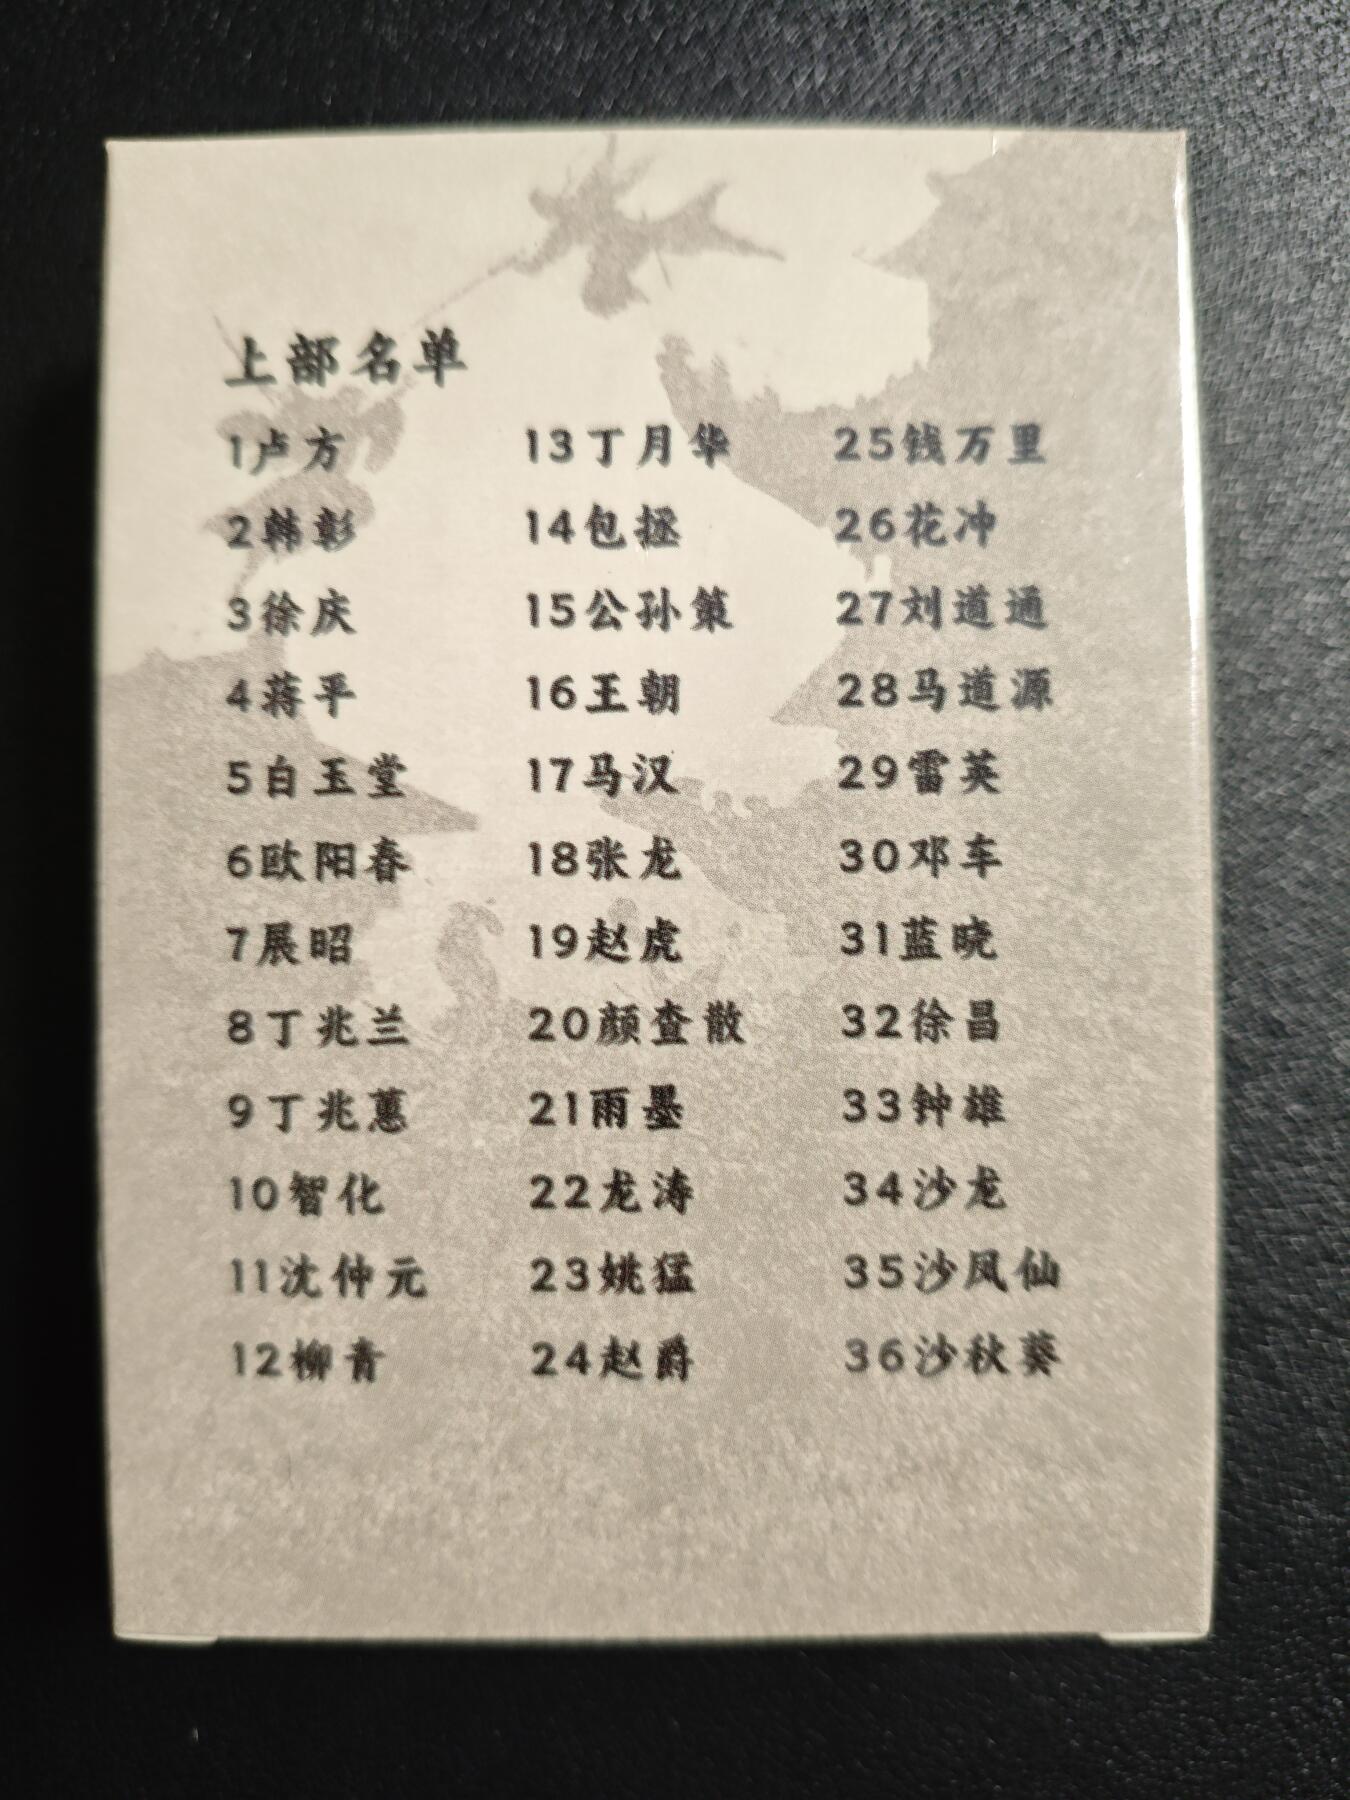 上部名单
1卢方
2韩彰
3徐庆
4蒋平
5白玉堂
6欧阳春
7展昭
8丁兆兰
9丁兆蕙
10智化
11沈仲元
12柳青
13丁月华
14包拯
15公孙策
16王朝
17马汉
18张龙
19赵虎
20颜查散
21雨墨
22龙涛
23姚猛
24赵爵
25钱万里
26花冲
27刘道通
28马道源
29雷英
30邓车
31蓝晓
32徐昌
33钟雄
34沙龙
35沙凤仙
36沙秋葵